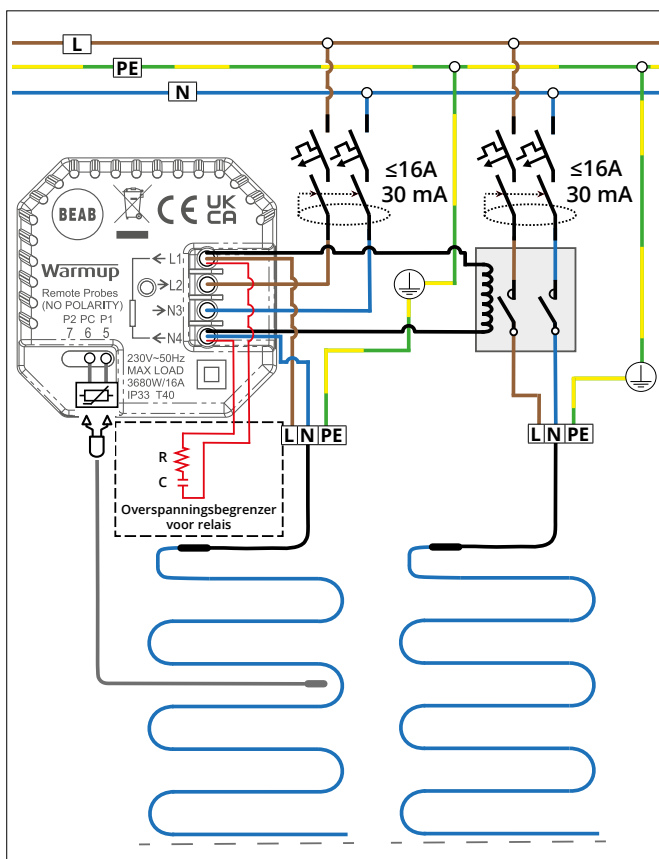 L
PE
N
≤16A
30 mA
≤16A
30 mA
BEAB
CE UK
CA
Warmup
Remote Probes
(NO POLARITY)
P2 PC P1
7 6 5
L1
L2
N3
N4
230V~50Hz
MAX LOAD
3680W/16A
IP33 T40
L N PE
L N PE
R
C
Overspanningsbegrenzer
voor relais